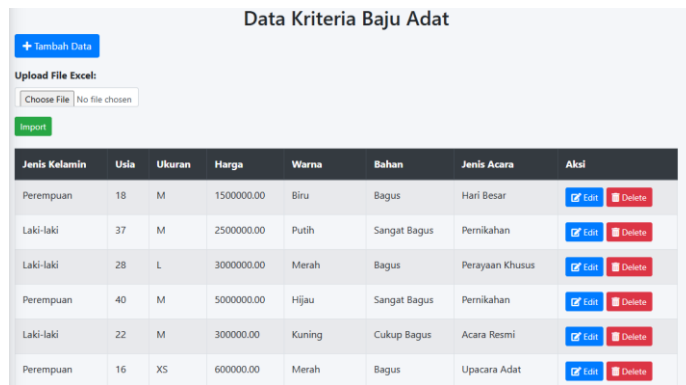 Data Kriteria Baju Adat
Tambah Data
Upload File Excel:
Choose File No file chosen
Import
Jenis Kelamin Usia Ukuran Harga Warna Bahan Jenis Acara Aksi
Perempuan 18 M 1500000.00 Biru Bagus Hari Besar Edit Delete
Laki-laki 37 M 2500000.00 Putih Sangat Bagus Pernikahan Edit Delete
Laki-laki 28 L 3000000.00 Merah Bagus Perayaan Khusus Edit Delete
Perempuan 40 M 5000000.00 Hijau Sangat Bagus Pernikahan Edit Delete
Laki-laki 22 M 300000.00 Kuning Cukup Bagus Acara Resmi Edit Delete
Perempuan 16 XS 600000.00 Merah Bagus Upacara Adat Edit Delete